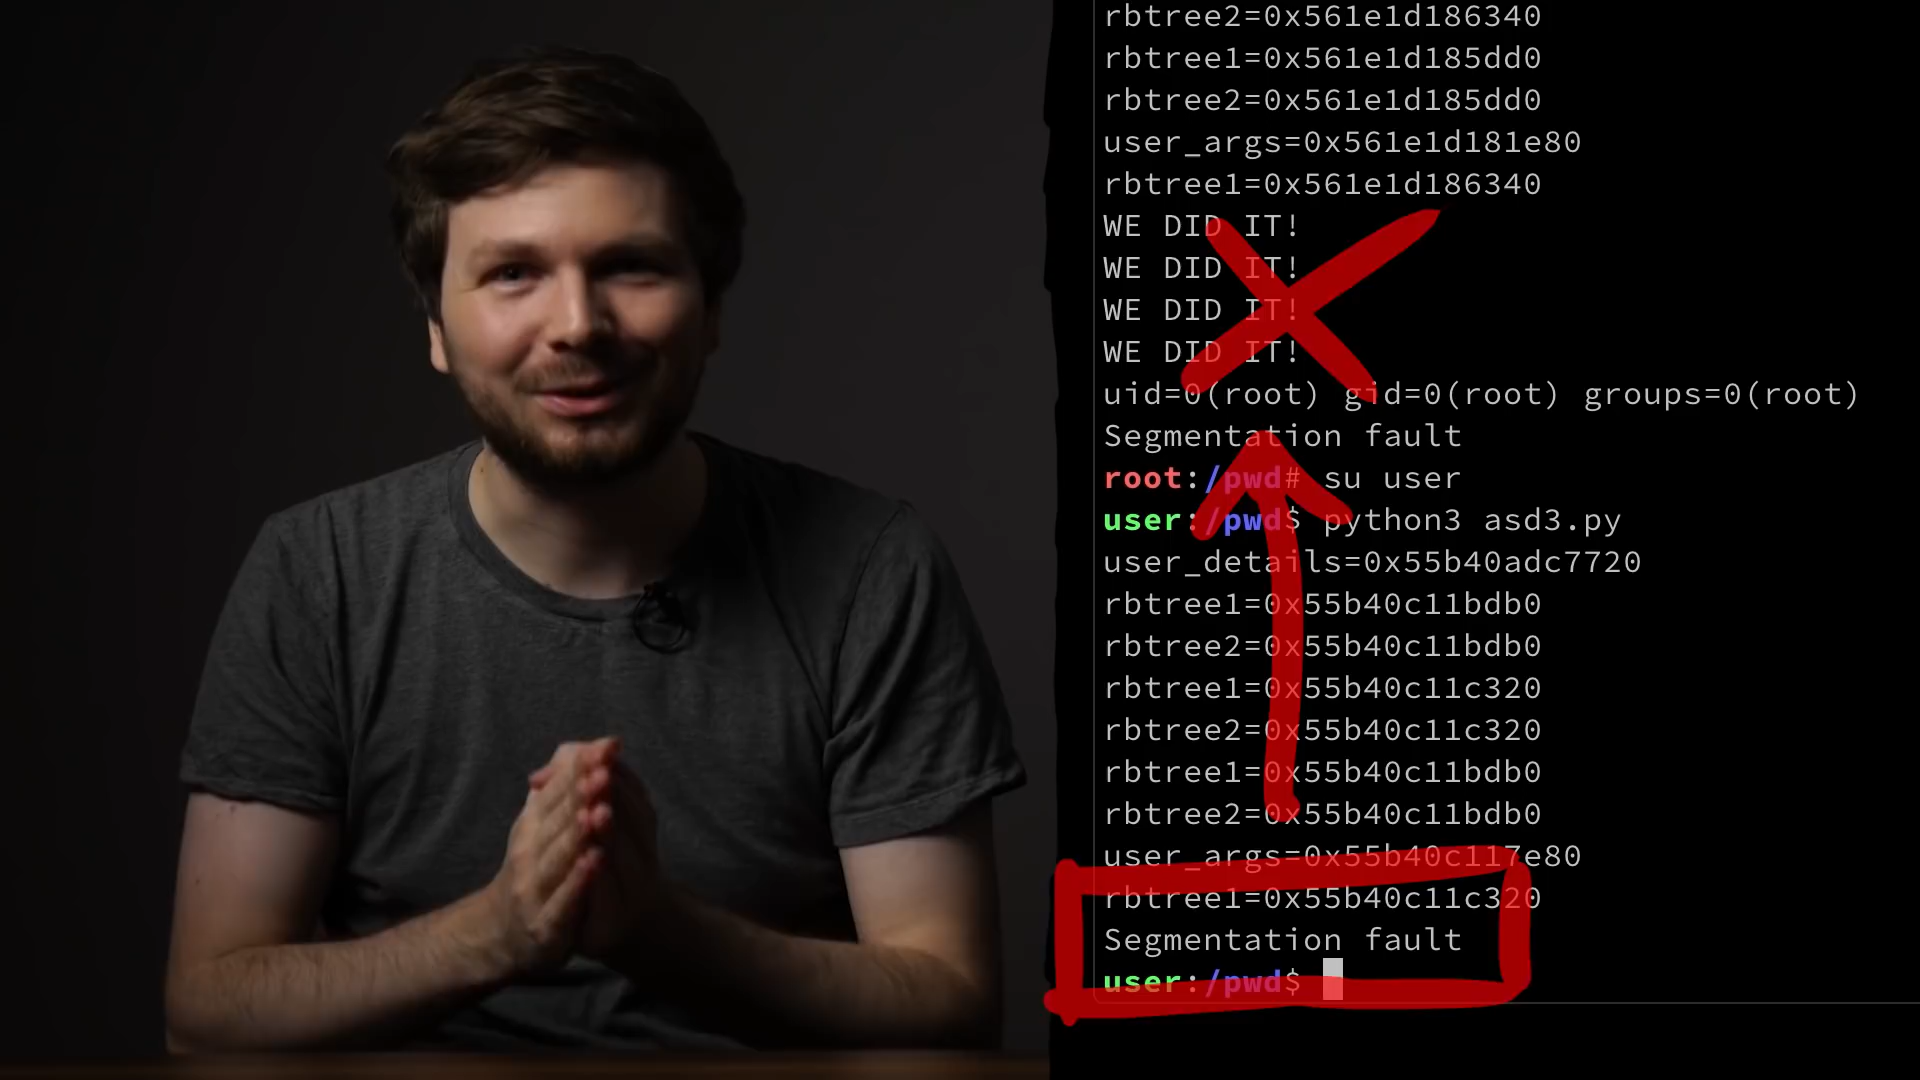 rbtree2=0x561e1d186340
rbtree1=0x561e1d185dd0
rbtree2=0x561e1d185dd0
user_args=0x561e1d181e80
rbtree1=0x561e1d186340
WE DID IT!
WE DID IT!
WE DID IT!
WE DID IT!
uid=0(root) gid=0(root) groups=0(root)
Segmentation fault
root:/pwd# su user
user:/pwd$ python3 asd3.py
user_details=0x55b40adc7720
rbtree1=0x55b40c11bdb0
rbtree2=0x55b40c11bdb0
rbtree1=0x55b40c11c320
rbtree2=0x55b40c11c320
rbtree1=0x55b40c11bdb0
rbtree2=0x55b40c11bdb0
user_args=0x55b40c117e80
rbtree1=0x55b40c11c320
Segmentation fault
user:/pwd$